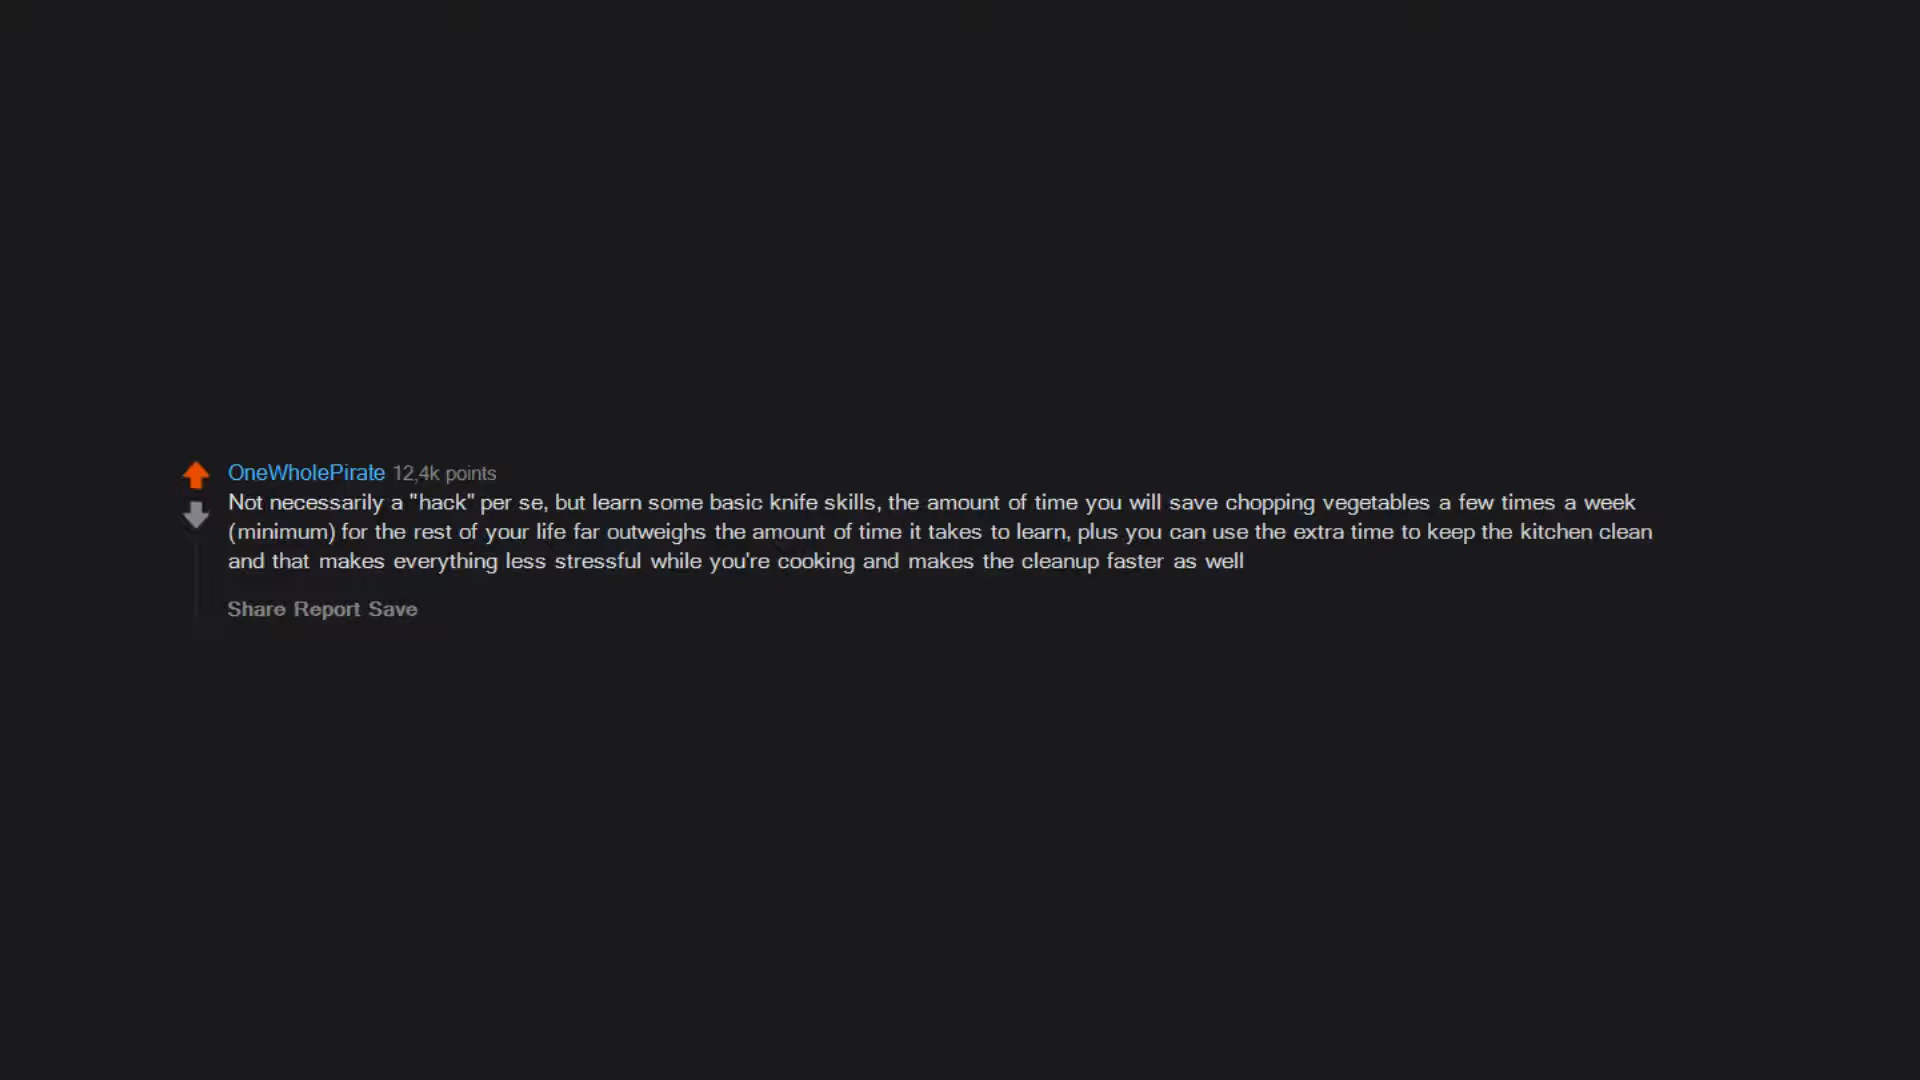 OneWholePirate 12,4k points
Not necessarily a "hack" per se, but learn some basic knife skills, the amount of time you will save chopping vegetables a few times a week
(minimum) for the rest of your life far outweighs the amount of time it takes to learn, plus you can use the extra time to keep the kitchen clean
and that makes everything less stressful while you're cooking and makes the cleanup faster as well
Share Report Save